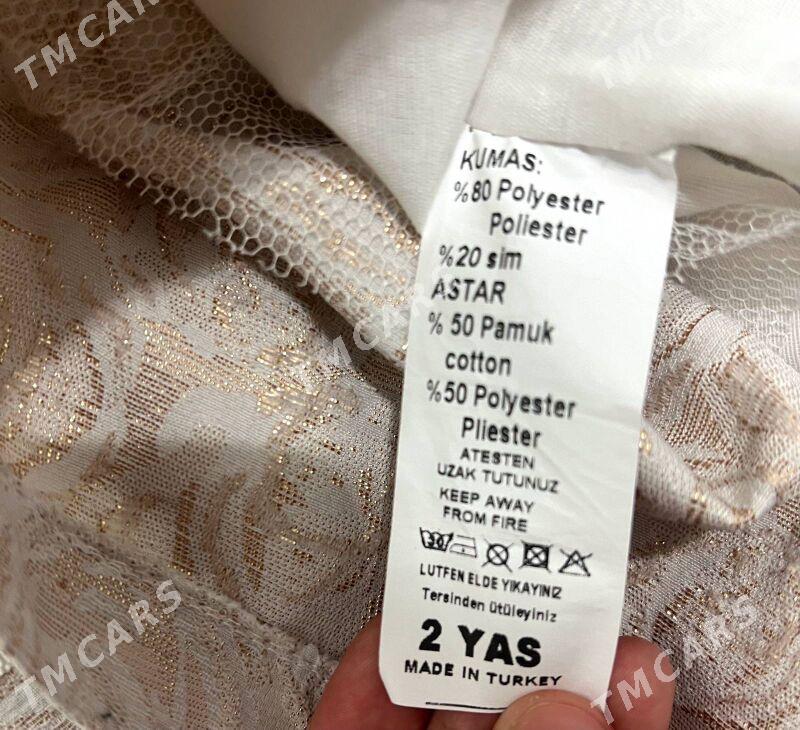 TMCARS
TMCARS
KUMAS:
%80 Polyester
Poliester
%20 sim
ASTAR
% 50 Pamuk
cotton
%50 Polyester
Pliester
ATESTEN
UZAK TUTUNUZ
KEEP AWAY
FROM FIRE
LUTFEN ELDE YIKAYINIZ
Tersinden ütüleyiniz
2 YAS
MADE IN TURKEY
TMCARS
TMCARS
TMCARS